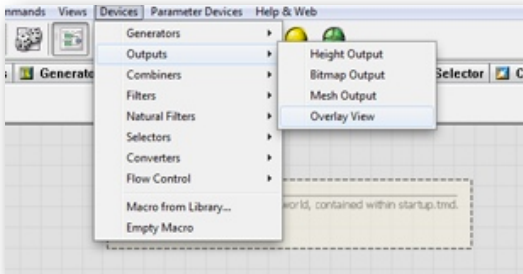 mmands Views Devices Parameter Devices Help & Web
Generators
Outputs
Combiners
Filters
Natural Filters
Selectors
Converters
Flow Control
Macro from Library...
Empty Macro
Height Output
Bitmap Output
Mesh Output
Overlay View
s Generato
Selector C
world, contained within startup.tmd.